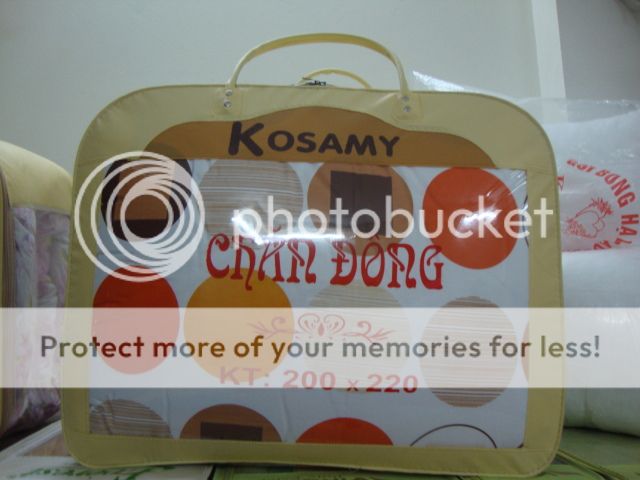 KOSAMY
photobucket
CHĂN ĐÔNG
Protect more of your memories for less!
KT: 200 x 220